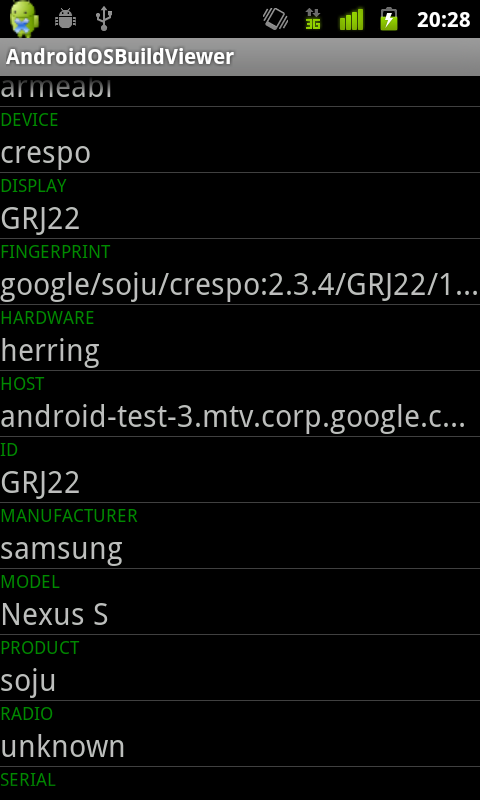 3G
20:28
AndroidOSBuildViewer
armeabi
DEVICE
crespo
DISPLAY
GRJ22
FINGERPRINT
google/soju/crespo:2.3.4/GRJ22/1...
HARDWARE
herring
HOST
android-test-3.mtv.corp.google.c...
ID
GRJ22
MANUFACTURER
samsung
MODEL
Nexus S
PRODUCT
soju
RADIO
unknown
SERIAL